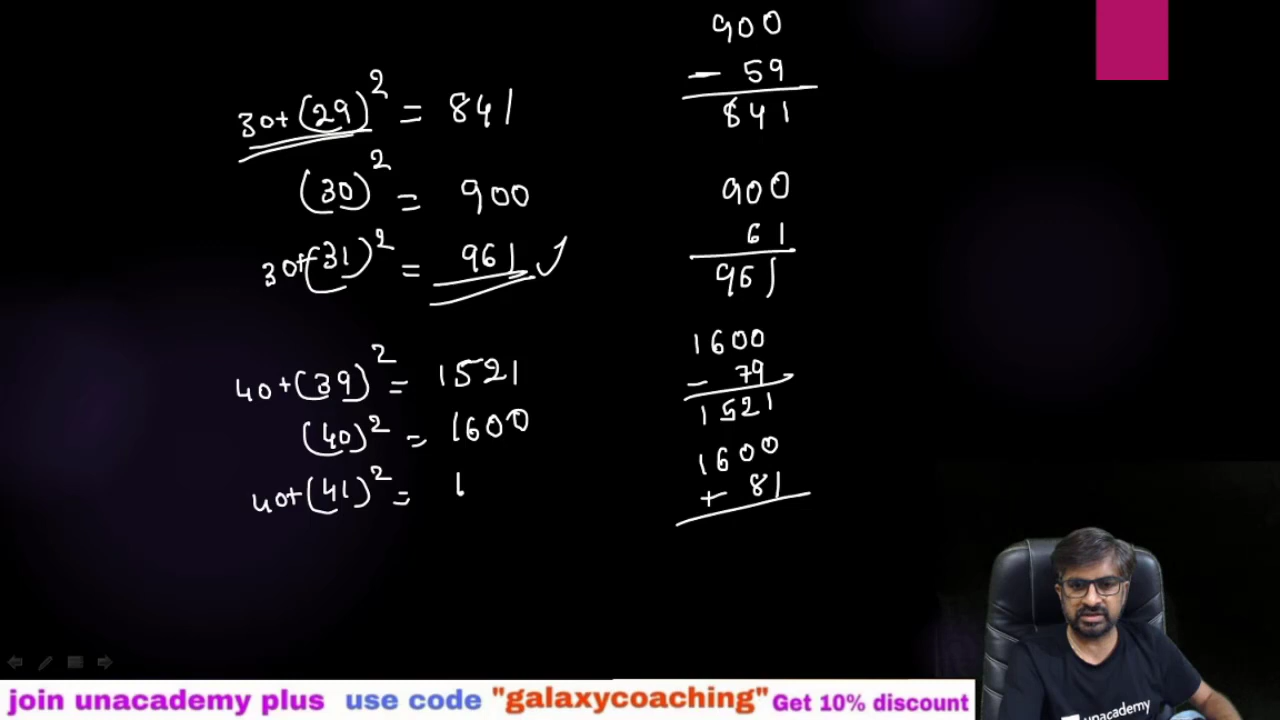 30+(29)² = 841
(30)² = 900
30+(31)² = 961
40+(39)² = 1521
(40)² = 1600
40+(41)² = 1
900
- 59
841
900
61
961
1600
- 79
1521
1600
+ 81
unacademy
join unacademy plus use code "galaxycoaching" Get 10% discount